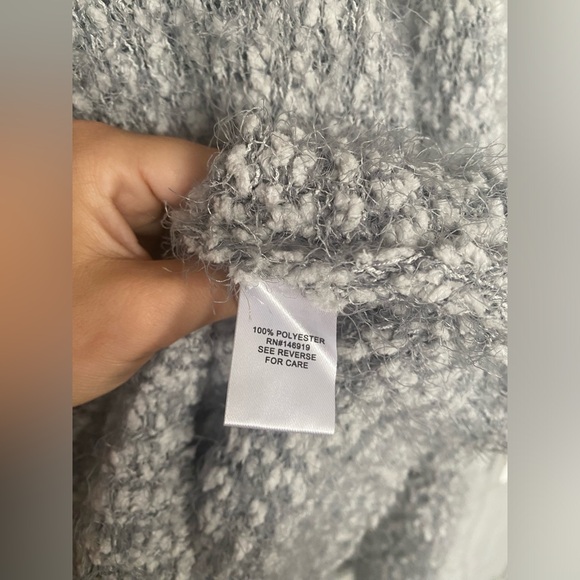 100% POLYESTER
RN#146919
SEE REVERSE
FOR CARE